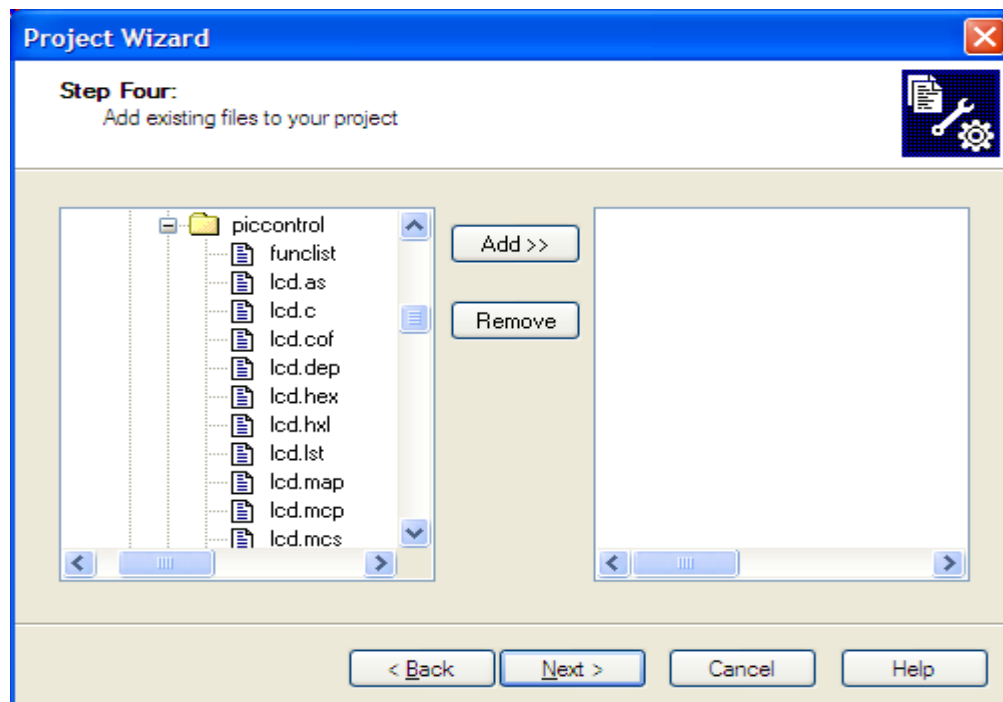 Project Wizard
Step Four:
Add existing files to your project
piccontrol
funclist
lcd.as
lcd.c
lcd.cof
lcd.dep
lcd.hex
lcd.hxl
lcd.lst
lcd.map
lcd.mcp
lcd.mcs
Add >>
Remove
< Back
Next >
Cancel
Help